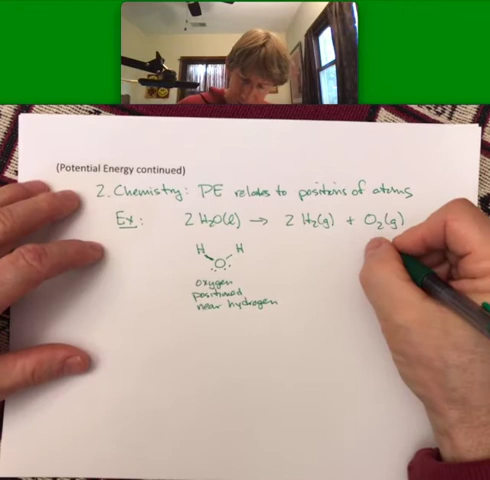 (Potential Energy continued)
2. Chemistry: PE relates to positions of atoms
Ex: 2 H₂O(l) → 2 H₂(g) + O₂(g)
H H
O
oxygen
positioned
near hydrogen